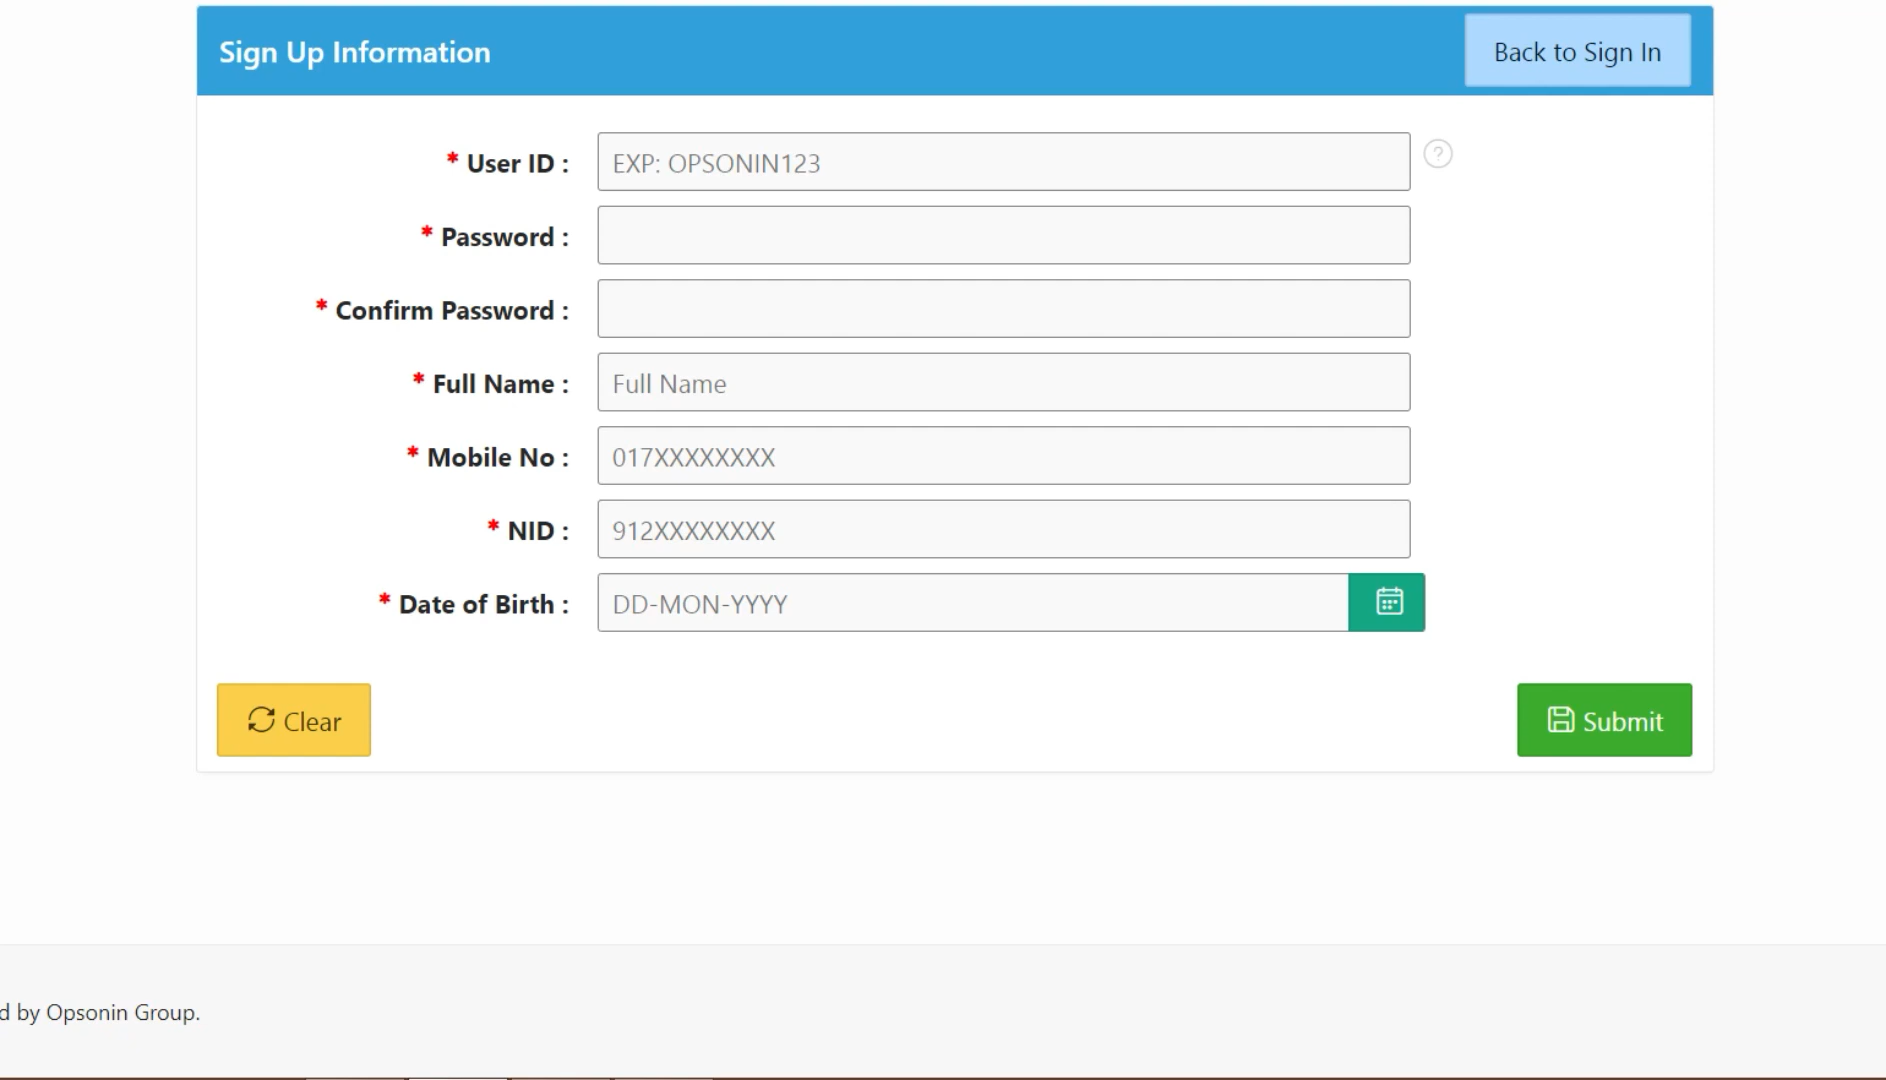 Sign Up Information
Back to Sign In
* User ID :
EXP: OPSONIN123
?
* Password :
* Confirm Password :
* Full Name :
Full Name
* Mobile No :
017XXXXXXXX
* NID :
912XXXXXXXX
* Date of Birth :
DD-MON-YYYY
Clear
Submit
d by Opsonin Group.